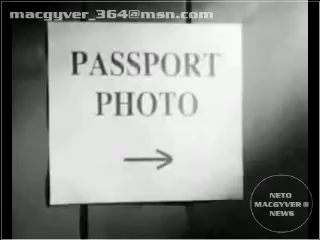 macgyver_364@msn.com
PASSPORT
PHOTO
→
NETO
MACGYVER ®
NEWS